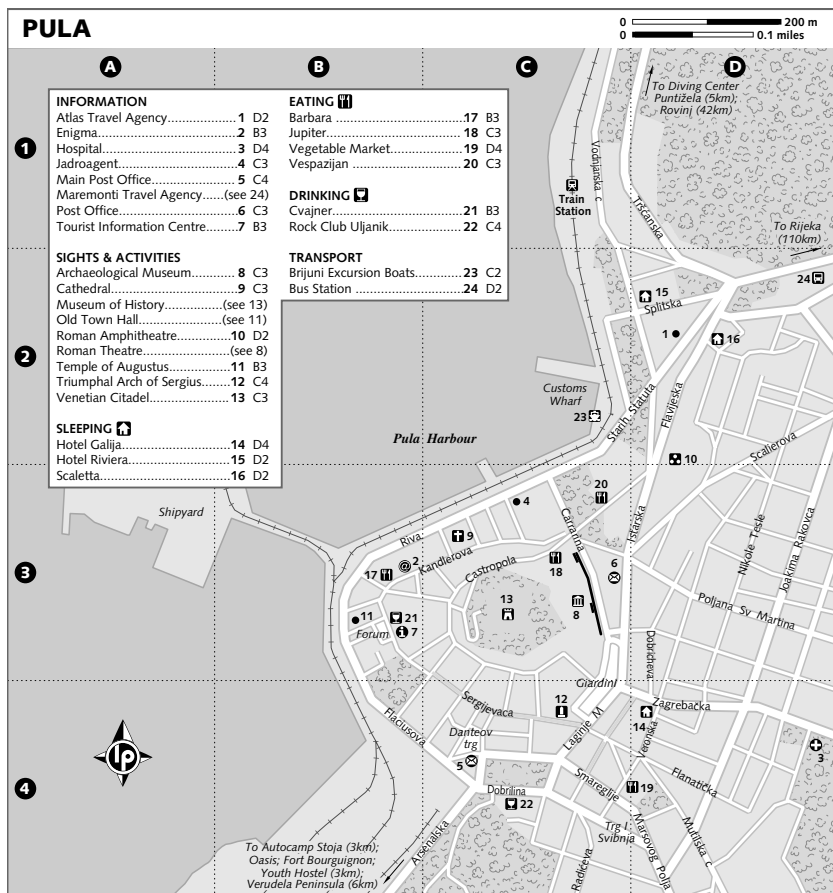 PULA
0 200 m
0 0.1 miles
A B C D
1
2
3
4
INFORMATION
Atlas Travel Agency..................1 D2
Enigma..................2 B3
Hospital..................3 D4
Jadroagent..................4 C3
Main Post Office..................5 C4
Maremonti Travel Agency.....(see 24)
Post Office..................6 C3
Tourist Information Centre.......7 B3
SIGHTS & ACTIVITIES
Archaeological Museum..........8 C3
Cathedral..................9 C3
Museum of History..............(see 13)
Old Town Hall....................(see 11)
Roman Amphitheatre............10 D2
Roman Theatre...................(see 8)
Temple of Augustus..............11 B3
Triumphal Arch of Sergius.......12 C4
Venetian Citadel..................13 C3
SLEEPING
Hotel Galija..................14 D4
Hotel Riviera..................15 D2
Scaletta..................16 D2
EATING
Barbara..................17 B3
Jupiter..................18 C3
Vegetable Market..................19 D4
Vespazijan..................20 C3
DRINKING
Cvajner..................21 B3
Rock Club Uljanik..................22 C4
TRANSPORT
Brijuni Excursion Boats..........23 C2
Bus Station ..................24 D2
To Diving Center
Puntižela (5km);
Rovinj (42km)
Vodnjanska c
Train
Station
Tršćanska
To Rijeka
(110km)
24
15
Splitska
1
16
Customs
Wharf
23
Starih Statuta
Flavijeska
Pula Harbour
Scalierova
10
20
4
Shipyard
Riva
9
Carrarina
Istarska
Nikole Tesle
Joakima Rakovca
2
Kandlerova
17
Castropola
18
6
13
8
Poljana Sv Martina
11
21
Forum
7
Dobricheva
Giardini
Sergijevaca
12
Zagrebačka
14
Flaciusova
Danteov
trg
Laginje M
Veronska
3
5
Smareglije
Flanatička
Dobrilina
22
19
Trg I
Svibnja
Marsovog Polja
Mutilska c
Arsenalska
Radićeva
lp
To Autocamp Stoja (3km);
Oasis; Fort Bourguignon;
Youth Hostel (3km);
Verudela Peninsula (6km)